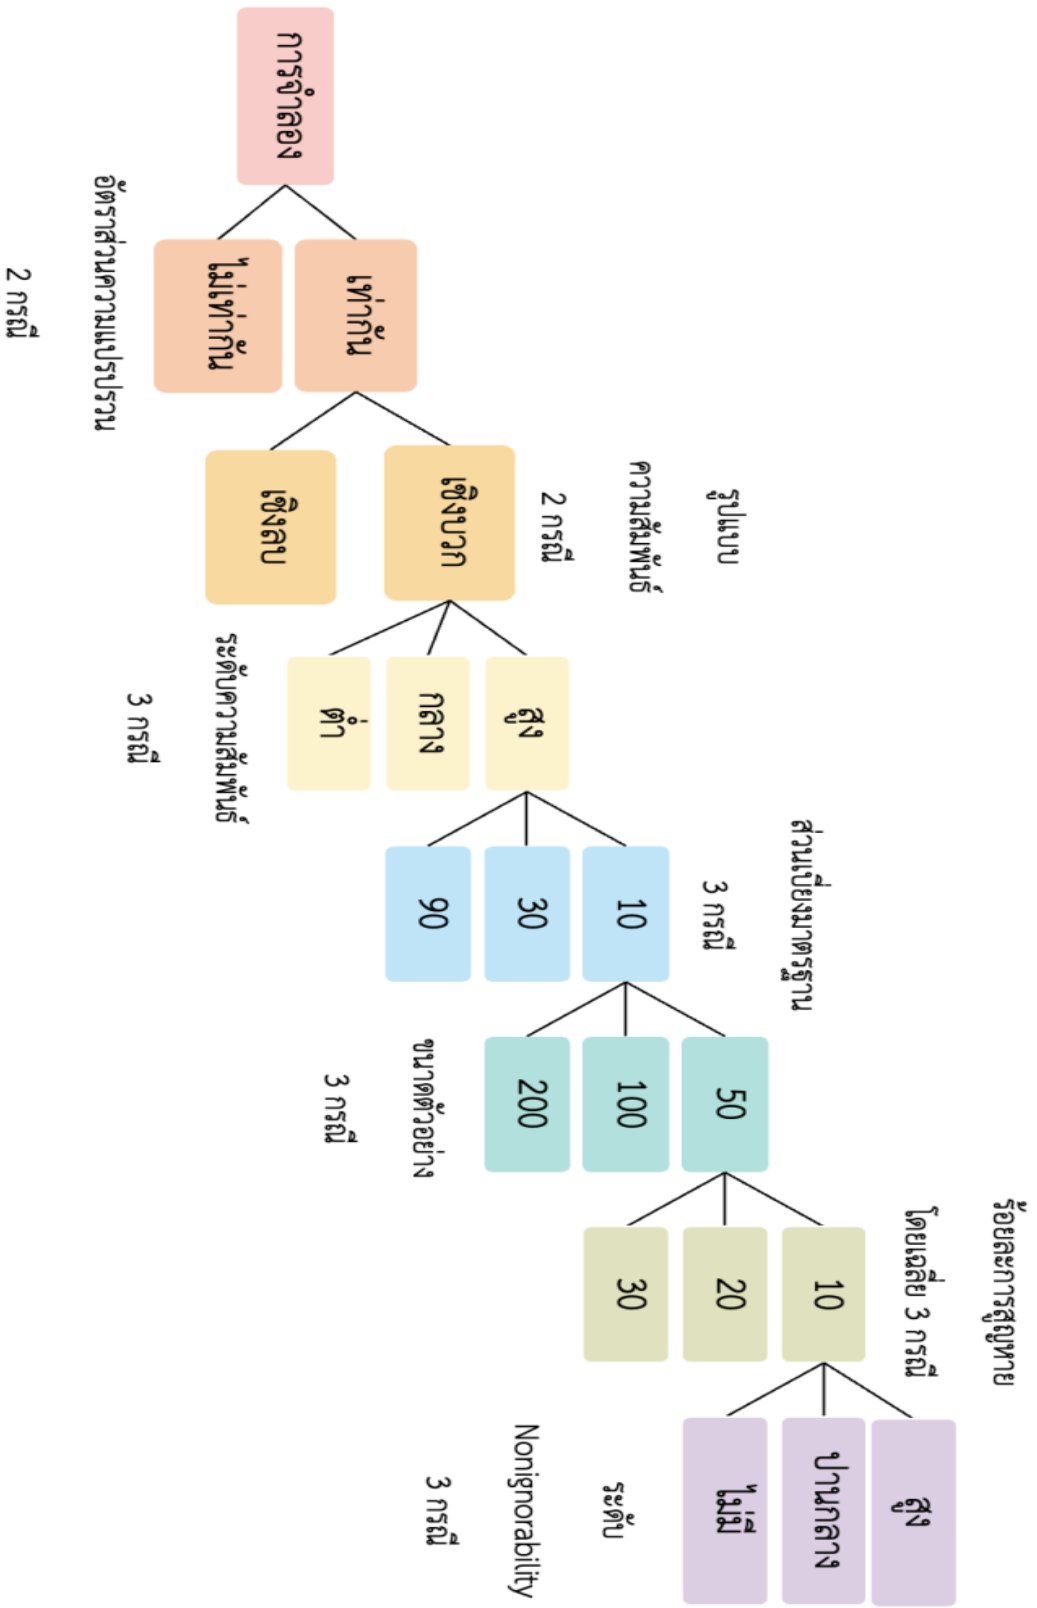 การจำลอง
เท่ากัน
ไม่เท่ากัน
อัตราส่วนความแปรปรวน
2 กรณี
รูปแบบ
ความสัมพันธ์
2 กรณี
เชิงบวก
เชิงลบ
สูง
กลาง
ต่ำ
ระดับความสัมพันธ์
3 กรณี
ส่วนเบี่ยงมาตรฐาน
3 กรณี
10
30
90
50
100
200
ขนาดตัวอย่าง
3 กรณี
ร้อยละการสูญหาย
โดยเฉลี่ย 3 กรณี
10
20
30
สูง
ปานกลาง
ไม่มี
ระดับ
Nonignorability
3 กรณี